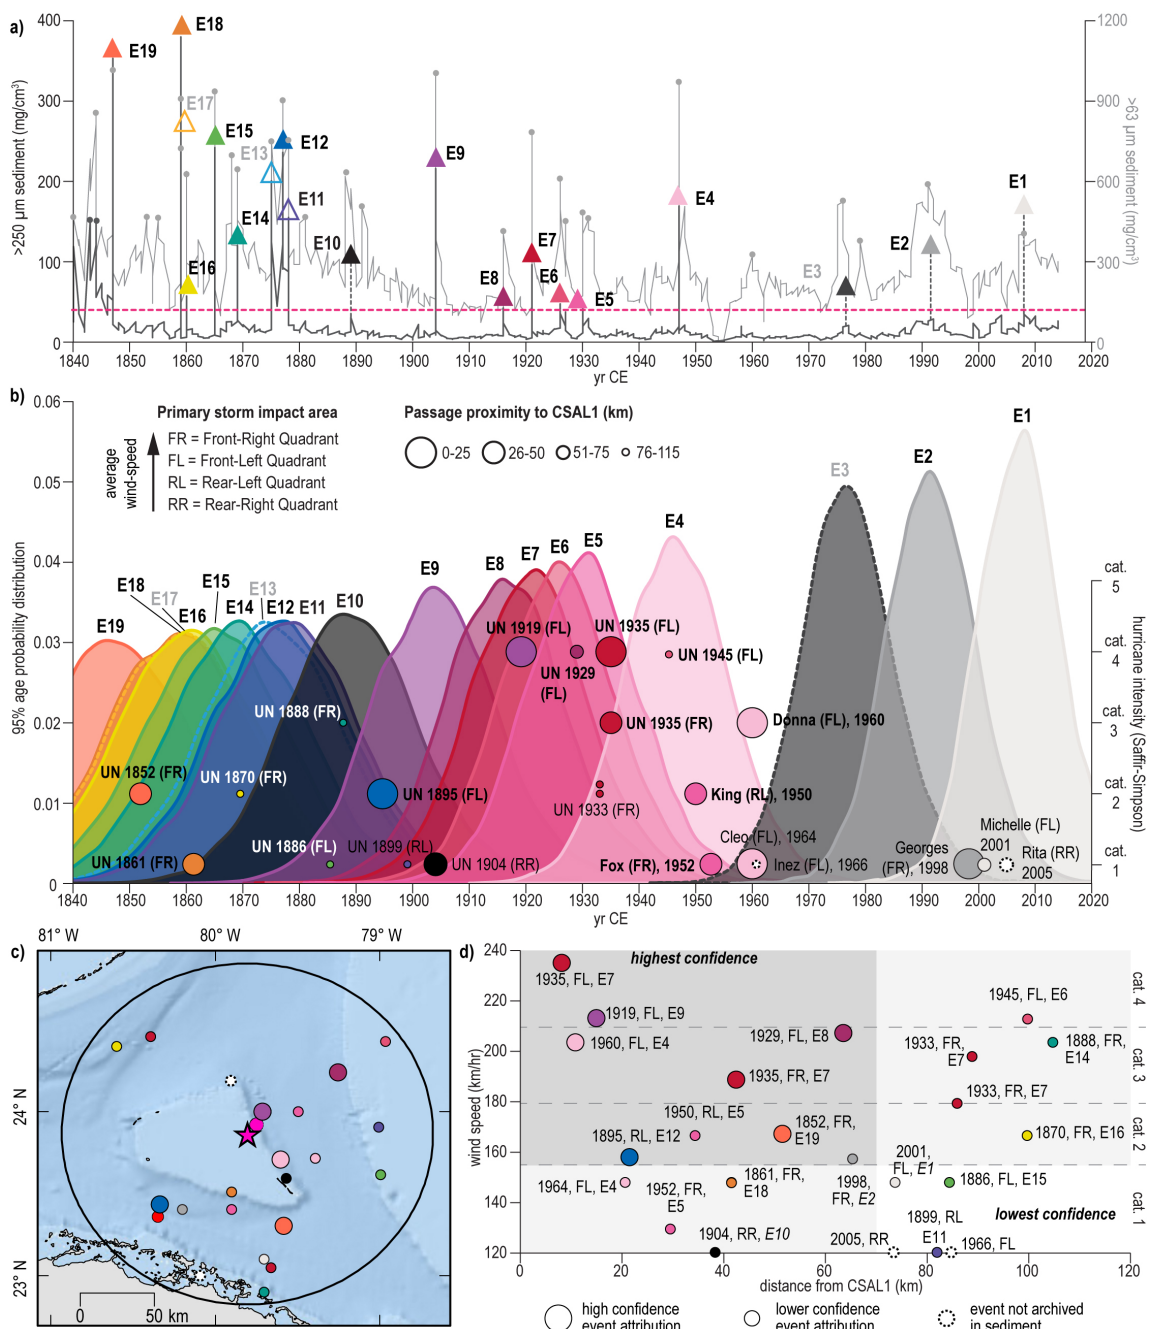 a)
400
300
200
100
0
>250 µm sediment (mg/cm³)
1200
900
600
300
0
>63 µm sediment (mg/cm³)
E19
E18
E17
E15
E13
E12
E14
E11
E16
E10
E9
E8
E7
E6
E5
E4
E3
E2
E1
1840 1850 1860 1870 1880 1890 1900 1910 1920 1930 1940 1950 1960 1970 1980 1990 2000 2010 2020
yr CE
b)
0.06
0.05
0.04
0.03
0.02
0.01
0
95% age probability distribution
Primary storm impact area
average
wind-speed
FR = Front-Right Quadrant
FL = Front-Left Quadrant
RL = Rear-Left Quadrant
RR = Rear-Right Quadrant
Passage proximity to CSAL1 (km)
0-25
26-50
51-75
76-115
E1
E2
E3
E4
E5
E6
E7
E8
E9
E10
E11
E12
E13
E14
E15
E16
E17
E18
E19
cat.
5
cat.
4
cat.
3
cat.
2
cat.
1
hurricane intensity (Saffir-Simpson)
UN 1919 (FL)
UN 1935 (FL)
UN 1929
(FL)
UN 1945 (FL)
UN 1888 (FR)
UN 1935 (FR)
Donna (FL), 1960
UN 1852 (FR)
UN 1870 (FR)
UN 1895 (FL)
UN 1933 (FR)
King (RL), 1950
Cleo (FL), 1964
Michelle (FL)
2001
UN 1861 (FR)
UN 1886 (FL)
UN 1899 (RL)
UN 1904 (RR)
Fox (FR), 1952
Inez (FL), 1966
Georges
(FR), 1998
Rita (RR)
2005
1840 1850 1860 1870 1880 1890 1900 1910 1920 1930 1940 1950 1960 1970 1980 1990 2000 2010 2020
yr CE
c)
81° W
80° W
79° W
24° N
23° N
0
50 km
d)
240
220
200
180
160
140
120
wind speed (km/hr)
highest confidence
1935, FL, E7
1919, FL, E9
1960, FL, E4
1929, FL, E8
1945, FL, E6
1933, FR,
E7
1888, FR,
E14
1935, FR, E7
1933, FR, E7
1950, RL, E5
1852, FR,
E19
1870, FR, E16
1895, RL, E12
2001,
FL, E1
1964, FL, E4
1861, FR,
E18
1998,
FR, E2
1886, FL, E15
1952, FR,
E5
1899, RL
E11
lowest confidence
1904, RR, E10
2005, RR
1966, FL
cat. 4
cat. 3
cat. 2
cat. 1
0 20 40 60 80 100 120
distance from CSAL1 (km)
high confidence
event attribution
lower confidence
event attribution
event not archived
in sediment